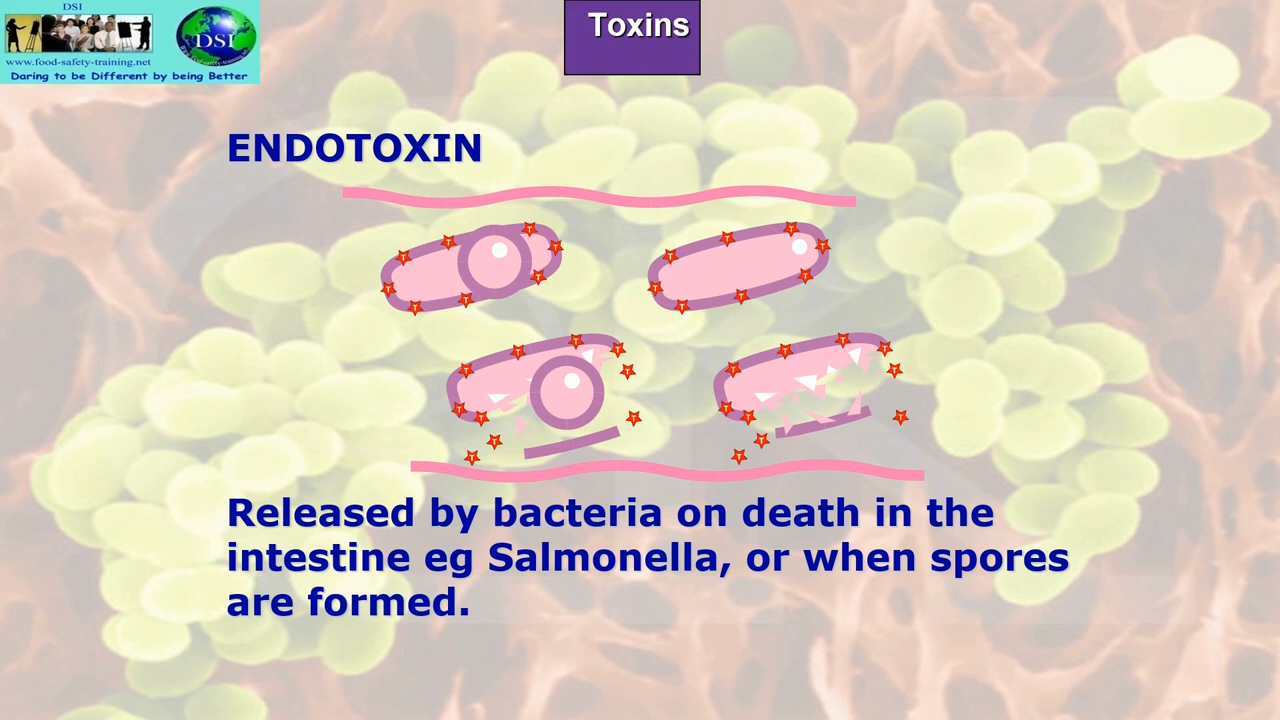 DSI
DSI
www.food-safety-training.net
Daring to be Different by being Better
Toxins
ENDOTOXIN
T T T T T T T T
T T T T T T T T
T T T T T T T T T T
T T T T T T T T T T
Released by bacteria on death in the
intestine eg Salmonella, or when spores
are formed.